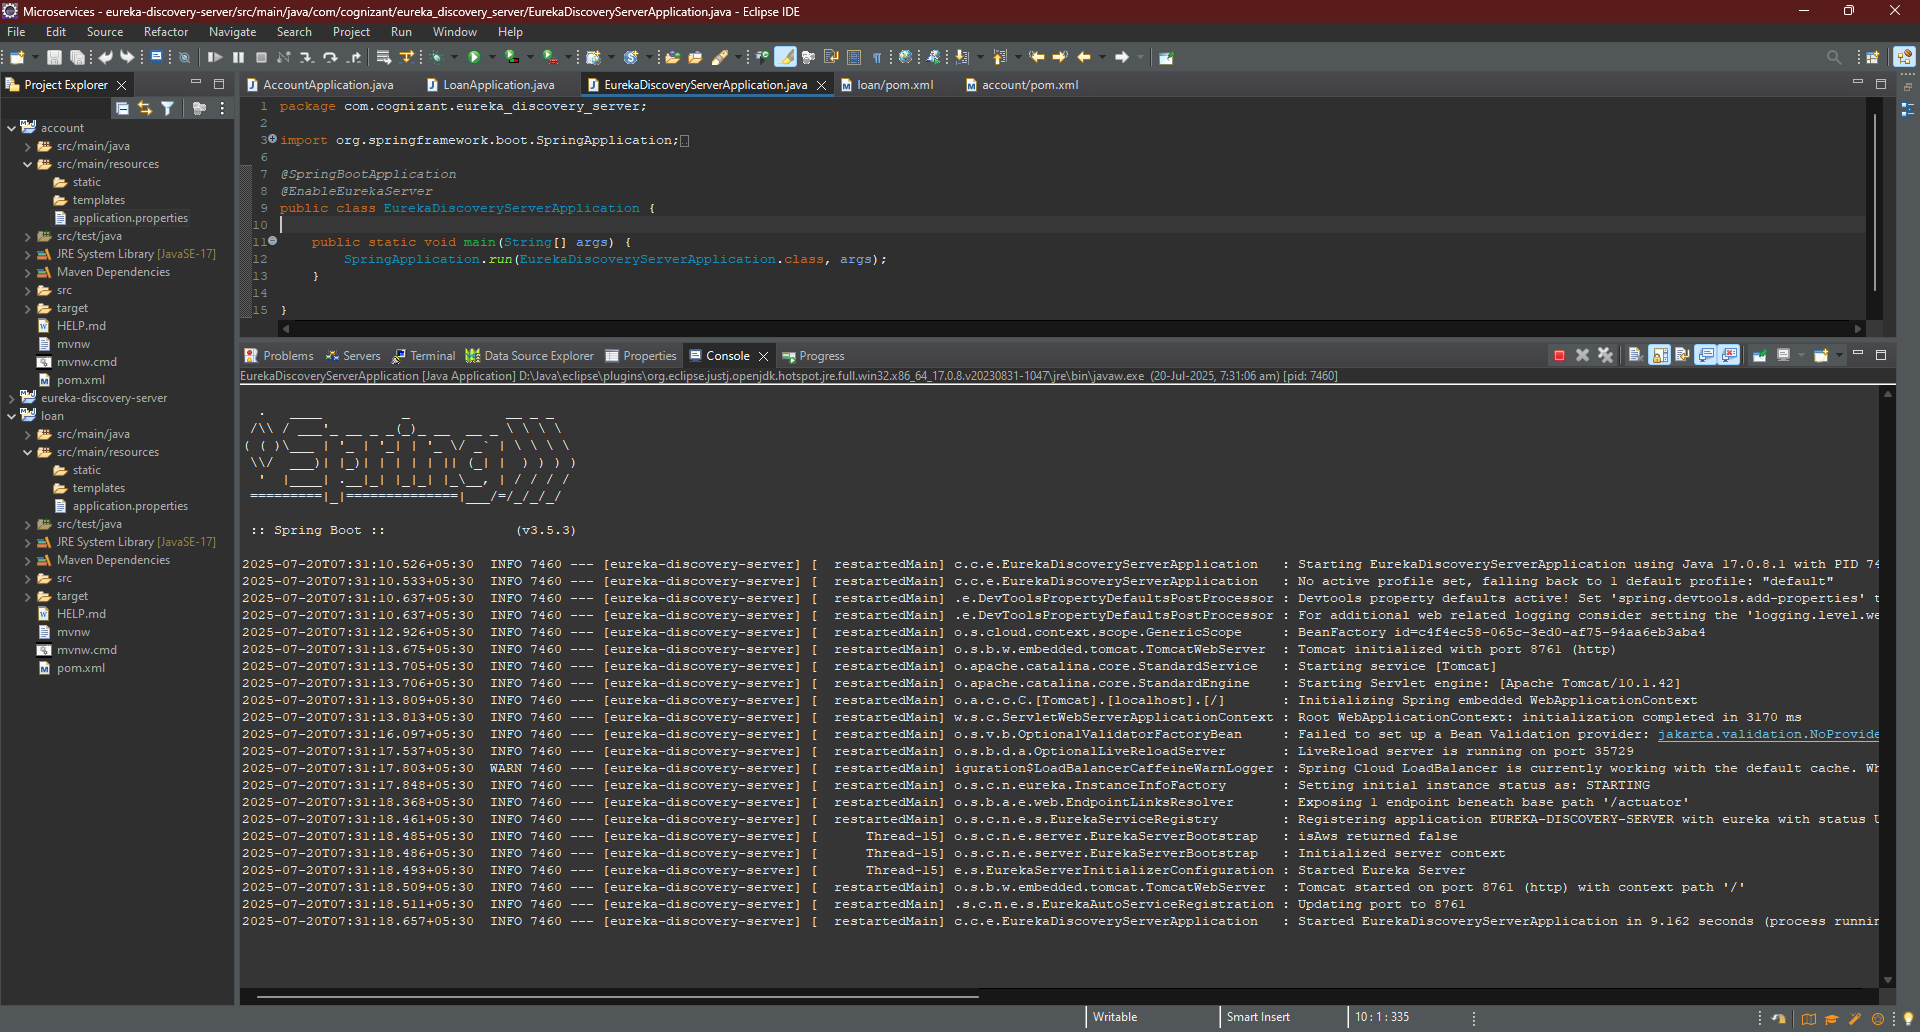 Microservices - eureka-discovery-server/src/main/java/com/cognizant/eureka_discovery_server/EurekaDiscoveryServerApplication.java - Eclipse IDE
File Edit Source Refactor Navigate Search Project Run Window Help
Project Explorer
account
src/main/java
src/main/resources
static
templates
application.properties
src/test/java
JRE System Library [JavaSE-17]
Maven Dependencies
src
target
HELP.md
mvnw
mvnw.cmd
pom.xml
eureka-discovery-server
loan
src/main/java
src/main/resources
static
templates
application.properties
src/test/java
JRE System Library [JavaSE-17]
Maven Dependencies
src
target
HELP.md
mvnw
mvnw.cmd
pom.xml
AccountApplication.java LoanApplication.java EurekaDiscoveryServerApplication.java loan/pom.xml account/pom.xml
1 package com.cognizant.eureka_discovery_server;
2
3 import org.springframework.boot.SpringApplication;
6
7 @SpringBootApplication
8 @EnableEurekaServer
9 public class EurekaDiscoveryServerApplication {
10
11 public static void main(String[] args) {
12 SpringApplication.run(EurekaDiscoveryServerApplication.class, args);
13 }
14
15 }
Problems Servers Terminal Data Source Explorer Properties Console Progress
EurekaDiscoveryServerApplication [Java Application] D:\Java\eclipse\plugins\org.eclipse.justj.openjdk.hotspot.jre.full.win32.x86_64_17.0.8.v20230831-1047\jre\bin\javaw.exe (20-Jul-2025, 7:31:06 am) [pid: 7460]
Spring
:: Spring Boot :: (v3.5.3)
2025-07-20T07:31:10.526+05:30 INFO 7460 --- [eureka-discovery-server] [ restartedMain] c.c.e.EurekaDiscoveryServerApplication : Starting EurekaDiscoveryServerApplication using Java 17.0.8.1 with PID 74
2025-07-20T07:31:10.533+05:30 INFO 7460 --- [eureka-discovery-server] [ restartedMain] c.c.e.EurekaDiscoveryServerApplication : No active profile set, falling back to 1 default profile: "default"
2025-07-20T07:31:10.637+05:30 INFO 7460 --- [eureka-discovery-server] [ restartedMain] .e.DevToolsPropertyDefaultsPostProcessor : Devtools property defaults active! Set 'spring.devtools.add-properties' t
2025-07-20T07:31:10.637+05:30 INFO 7460 --- [eureka-discovery-server] [ restartedMain] .e.DevToolsPropertyDefaultsPostProcessor : For additional web related logging consider setting the 'logging.level.we
2025-07-20T07:31:12.926+05:30 INFO 7460 --- [eureka-discovery-server] [ restartedMain] o.s.cloud.context.scope.GenericScope : BeanFactory id=c4f4ec58-065c-3ed0-af75-94aa6eb3aba4
2025-07-20T07:31:13.675+05:30 INFO 7460 --- [eureka-discovery-server] [ restartedMain] o.s.b.w.embedded.tomcat.TomcatWebServer : Tomcat initialized with port 8761 (http)
2025-07-20T07:31:13.705+05:30 INFO 7460 --- [eureka-discovery-server] [ restartedMain] o.apache.catalina.core.StandardService : Starting service [Tomcat]
2025-07-20T07:31:13.706+05:30 INFO 7460 --- [eureka-discovery-server] [ restartedMain] o.apache.catalina.core.StandardEngine : Starting Servlet engine: [Apache Tomcat/10.1.42]
2025-07-20T07:31:13.809+05:30 INFO 7460 --- [eureka-discovery-server] [ restartedMain] o.a.c.c.C.[Tomcat].[localhost].[/] : Initializing Spring embedded WebApplicationContext
2025-07-20T07:31:13.813+05:30 INFO 7460 --- [eureka-discovery-server] [ restartedMain] w.s.c.ServletWebServerApplicationContext : Root WebApplicationContext: initialization completed in 3170 ms
2025-07-20T07:31:16.097+05:30 INFO 7460 --- [eureka-discovery-server] [ restartedMain] o.s.v.b.OptionalValidatorFactoryBean : Failed to set up a Bean Validation provider: jakarta.validation.NoProvide
2025-07-20T07:31:17.537+05:30 INFO 7460 --- [eureka-discovery-server] [ restartedMain] o.s.b.d.a.OptionalLiveReloadServer : LiveReload server is running on port 35729
2025-07-20T07:31:17.803+05:30 WARN 7460 --- [eureka-discovery-server] [ restartedMain] iguration$LoadBalancerCaffeineWarnLogger : Spring Cloud LoadBalancer is currently working with the default cache. Wh
2025-07-20T07:31:17.848+05:30 INFO 7460 --- [eureka-discovery-server] [ restartedMain] o.s.c.n.eureka.InstanceInfoFactory : Setting initial instance status as: STARTING
2025-07-20T07:31:18.368+05:30 INFO 7460 --- [eureka-discovery-server] [ restartedMain] o.s.b.a.e.web.EndpointLinksResolver : Exposing 1 endpoint beneath base path '/actuator'
2025-07-20T07:31:18.461+05:30 INFO 7460 --- [eureka-discovery-server] [ restartedMain] o.s.c.n.e.s.EurekaServiceRegistry : Registering application EUREKA-DISCOVERY-SERVER with eureka with status U
2025-07-20T07:31:18.485+05:30 INFO 7460 --- [eureka-discovery-server] [ Thread-15] o.s.c.n.e.server.EurekaServerBootstrap : isAws returned false
2025-07-20T07:31:18.486+05:30 INFO 7460 --- [eureka-discovery-server] [ Thread-15] o.s.c.n.e.server.EurekaServerBootstrap : Initialized server context
2025-07-20T07:31:18.493+05:30 INFO 7460 --- [eureka-discovery-server] [ Thread-15] e.s.EurekaServerInitializerConfiguration : Started Eureka Server
2025-07-20T07:31:18.509+05:30 INFO 7460 --- [eureka-discovery-server] [ restartedMain] o.s.b.w.embedded.tomcat.TomcatWebServer : Tomcat started on port 8761 (http) with context path '/'
2025-07-20T07:31:18.511+05:30 INFO 7460 --- [eureka-discovery-server] [ restartedMain] .s.c.n.e.s.EurekaAutoServiceRegistration : Updating port to 8761
2025-07-20T07:31:18.657+05:30 INFO 7460 --- [eureka-discovery-server] [ restartedMain] c.c.e.EurekaDiscoveryServerApplication : Started EurekaDiscoveryServerApplication in 9.162 seconds (process runnin
Writable Smart Insert 10 : 1 : 335